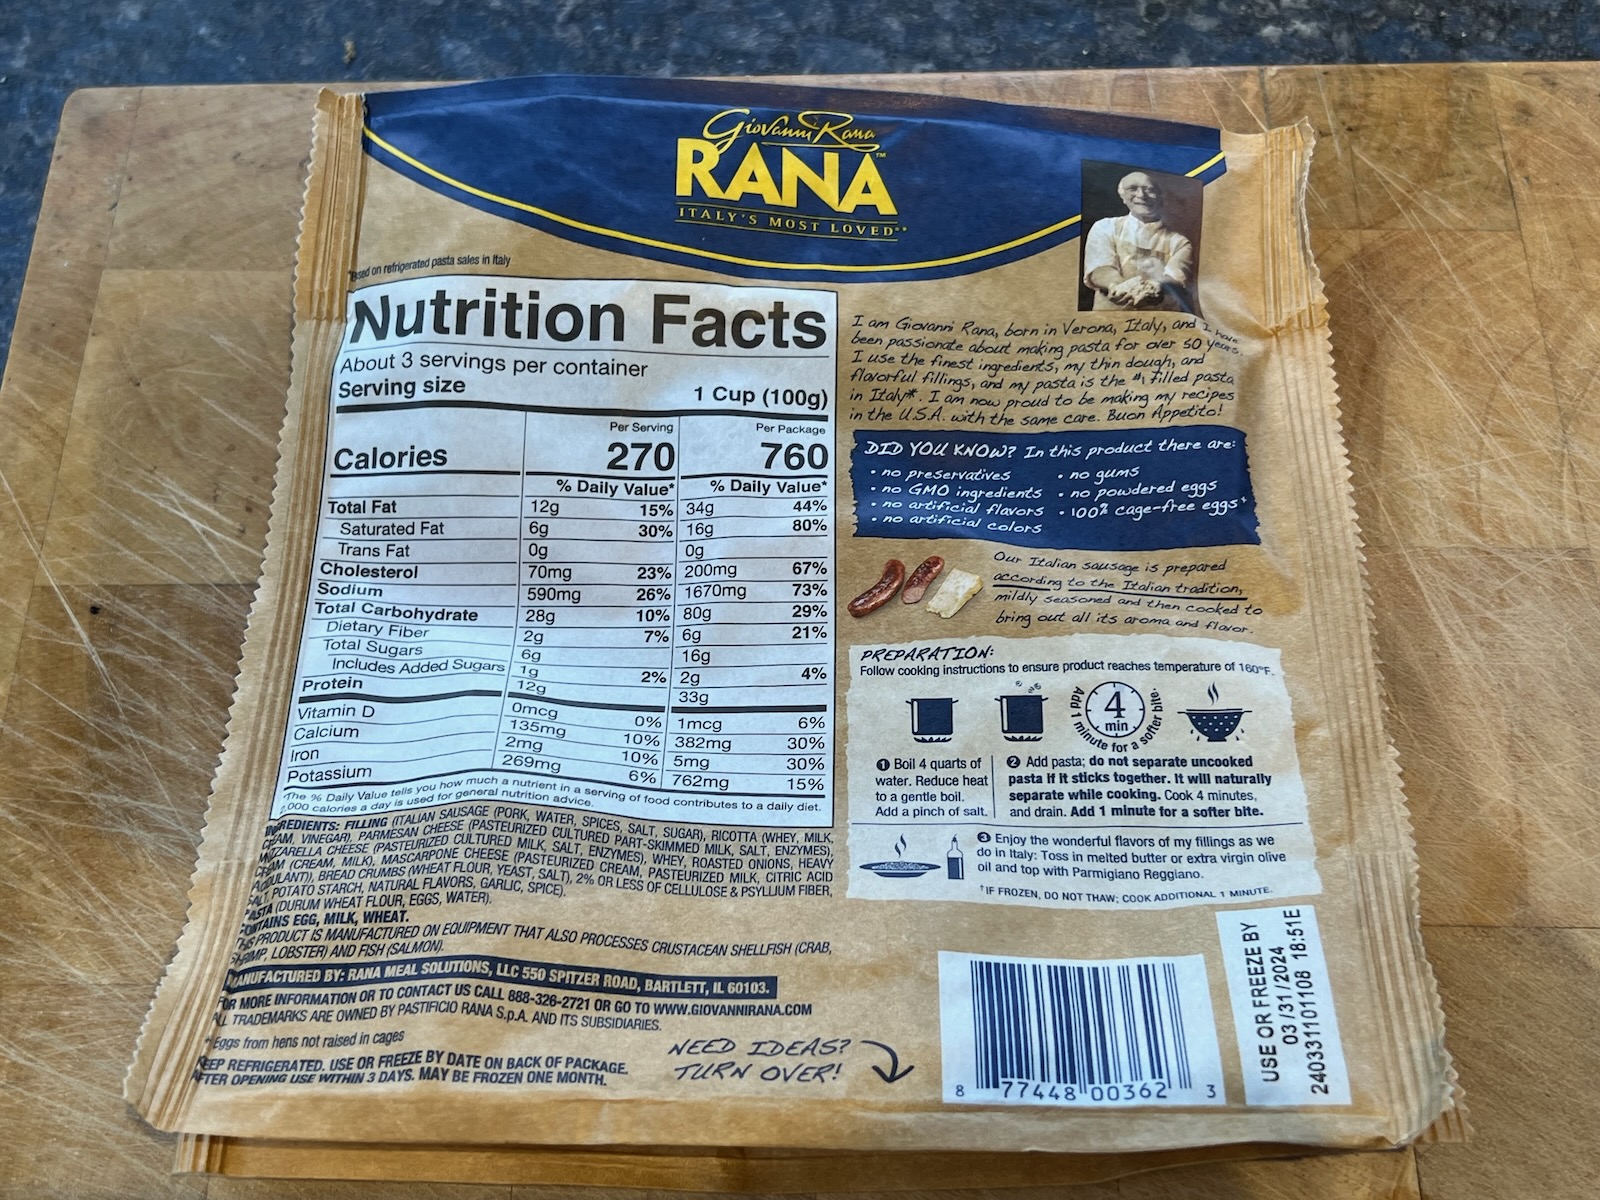 Giovanni Rana
RANA™
ITALY'S MOST LOVED**
Based on refrigerated pasta sales in Italy
Nutrition Facts
About 3 servings per container
Serving size 1 Cup (100g)
Per Serving Per Package
Calories 270 760
% Daily Value* % Daily Value*
Total Fat 12g 15% 34g 44%
Saturated Fat 6g 30% 16g 80%
Trans Fat 0g 0g
Cholesterol 70mg 23% 200mg 67%
Sodium 590mg 26% 1670mg 73%
Total Carbohydrate 28g 10% 80g 29%
Dietary Fiber 2g 7% 6g 21%
Total Sugars 6g 16g
Includes Added Sugars 1g 2% 2g 4%
Protein 12g 33g
Vitamin D 0mcg 0% 1mcg 6%
Calcium 135mg 10% 382mg 30%
Iron 2mg 10% 5mg 30%
Potassium 269mg 6% 762mg 15%
*The % Daily Value tells you how much a nutrient in a serving of food contributes to a daily diet.
2,000 calories a day is used for general nutrition advice.
INGREDIENTS: FILLING (ITALIAN SAUSAGE (PORK, WATER, SPICES, SALT, SUGAR), RICOTTA (WHEY, MILK,
CREAM, VINEGAR), PARMESAN CHEESE (PASTEURIZED CULTURED PART-SKIMMED MILK, SALT, ENZYMES),
MOZZARELLA CHEESE (PASTEURIZED CULTURED MILK, SALT, ENZYMES), WHEY, ROASTED ONIONS, HEAVY
CREAM (CREAM, MILK), MASCARPONE CHEESE (PASTEURIZED CREAM, PASTEURIZED MILK, CITRIC ACID
(ACIDULANT)), BREAD CRUMBS (WHEAT FLOUR, YEAST, SALT), 2% OR LESS OF CELLULOSE & PSYLLIUM FIBER,
SALT, POTATO STARCH, NATURAL FLAVORS, GARLIC, SPICE).
PASTA (DURUM WHEAT FLOUR, EGGS, WATER).
CONTAINS EGG, MILK, WHEAT.
THIS PRODUCT IS MANUFACTURED ON EQUIPMENT THAT ALSO PROCESSES CRUSTACEAN SHELLFISH (CRAB,
SHRIMP, LOBSTER) AND FISH (SALMON).
MANUFACTURED BY: RANA MEAL SOLUTIONS, LLC 550 SPITZER ROAD, BARTLETT, IL 60103.
FOR MORE INFORMATION OR TO CONTACT US CALL 888-326-2721 OR GO TO WWW.GIOVANNIRANA.COM
ALL TRADEMARKS ARE OWNED BY PASTIFICIO RANA S.p.A. AND ITS SUBSIDIARIES.
+ Eggs from hens not raised in cages
KEEP REFRIGERATED. USE OR FREEZE BY DATE ON BACK OF PACKAGE.
AFTER OPENING USE WITHIN 3 DAYS. MAY BE FROZEN ONE MONTH.
I am Giovanni Rana, born in Verona, Italy, and I have
been passionate about making pasta for over 50 years.
I use the finest ingredients, my thin dough, and
flavorful fillings, and my pasta is the #1 filled pasta
in Italy*. I am now proud to be making my recipes
in the U.S.A. with the same care. Buon Appetito!
DID YOU KNOW? In this product there are:
• no preservatives • no gums
• no GMO ingredients • no powdered eggs
• no artificial flavors • 100% cage-free eggs+
• no artificial colors
Our Italian sausage is prepared
according to the Italian tradition,
mildly seasoned and then cooked to
bring out all its aroma and flavor.
PREPARATION:
Follow cooking instructions to ensure product reaches temperature of 160°F.
4 min.
Add 1 minute for a softer bite.
1 Boil 4 quarts of
water. Reduce heat
to a gentle boil.
Add a pinch of salt.
2 Add pasta; do not separate uncooked
pasta if it sticks together. It will naturally
separate while cooking. Cook 4 minutes,
and drain. Add 1 minute for a softer bite.
3 Enjoy the wonderful flavors of my fillings as we
do in Italy: Toss in melted butter or extra virgin olive
oil and top with Parmigiano Reggiano.
†IF FROZEN, DO NOT THAW; COOK ADDITIONAL 1 MINUTE.
NEED IDEAS?
TURN OVER!
8 77448 00362 3
USE OR FREEZE BY
03/31/2024
240331101108 18:51E